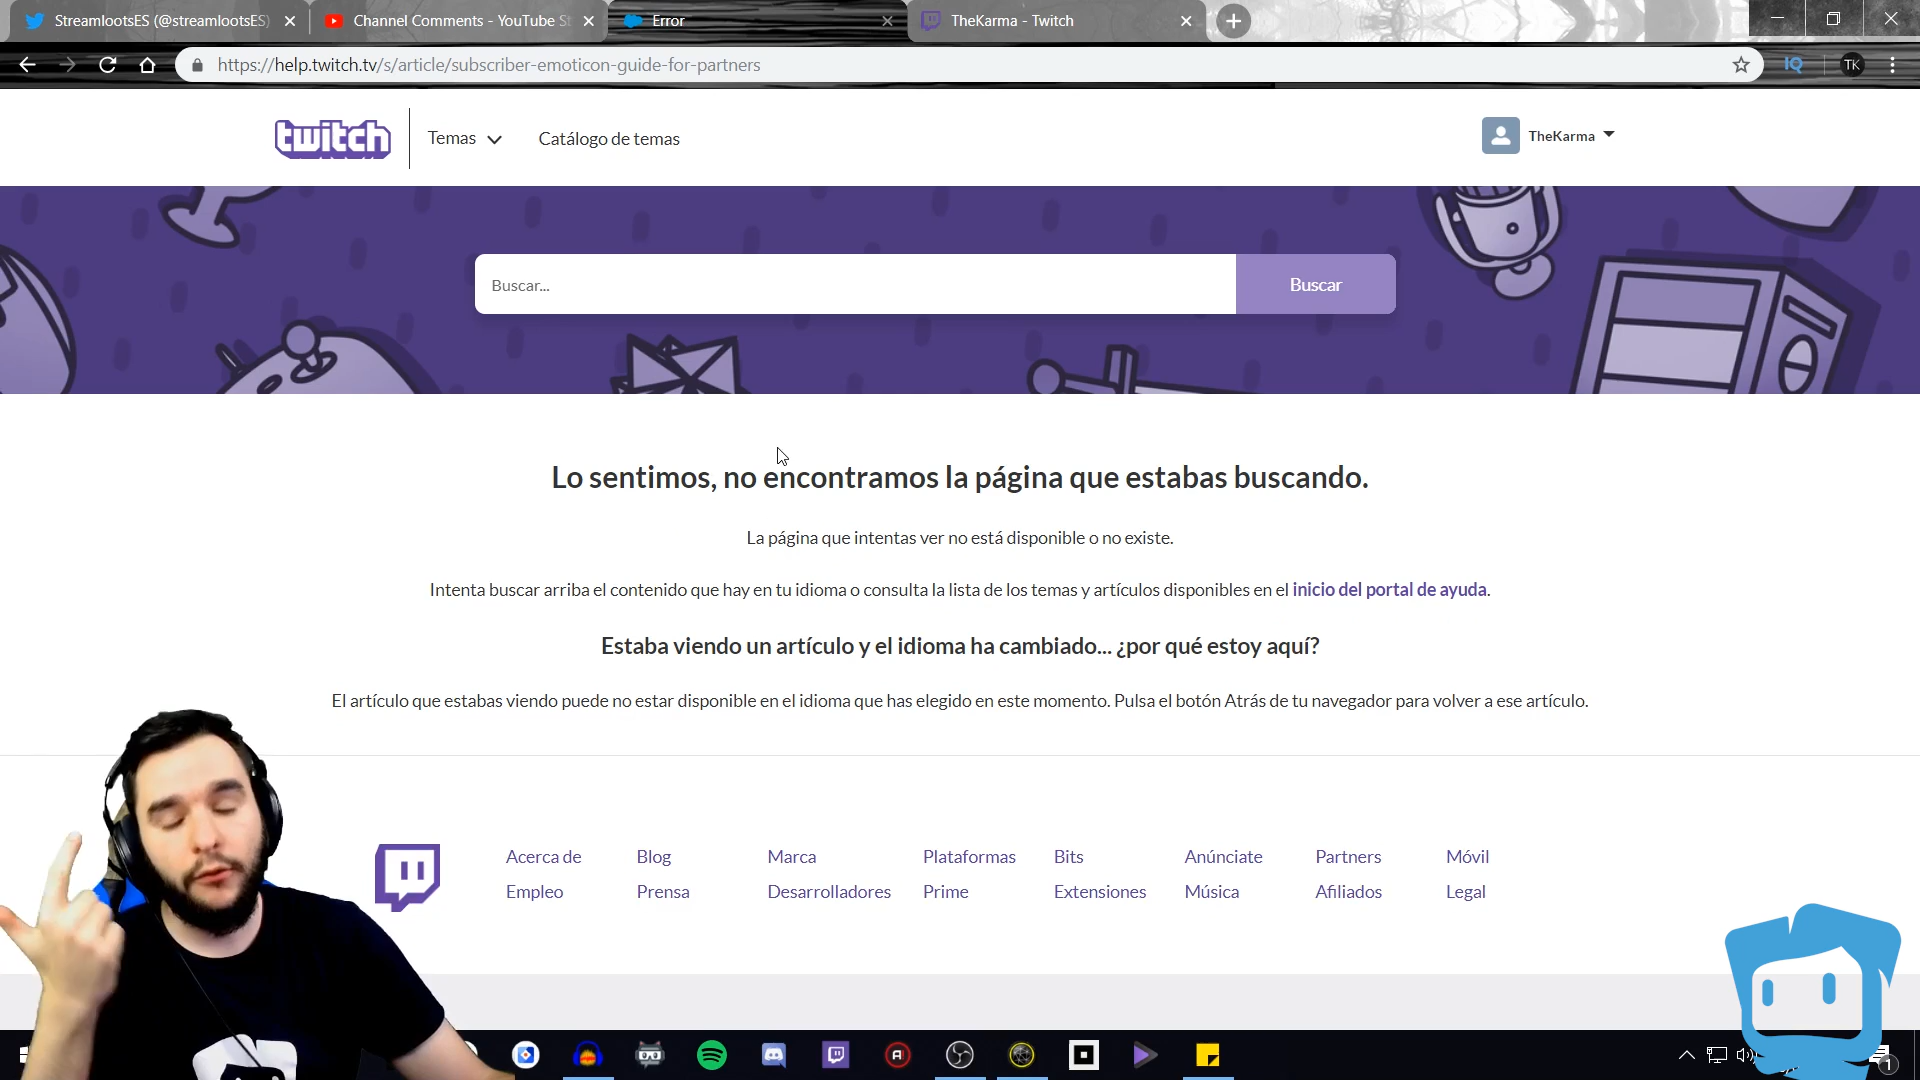 StreamlootsES (@streamlootsES)
Channel Comments - YouTube St
Error
TheKarma - Twitch
https://help.twitch.tv/s/article/subscriber-emoticon-guide-for-partners
IQ
TK
twitch
Temas
Catálogo de temas
TheKarma
Buscar...
Buscar
Lo sentimos, no encontramos la página que estabas buscando.
La página que intentas ver no está disponible o no existe.
Intenta buscar arriba el contenido que hay en tu idioma o consulta la lista de los temas y artículos disponibles en el inicio del portal de ayuda.
Estaba viendo un artículo y el idioma ha cambiado... ¿por qué estoy aquí?
El artículo que estabas viendo puede no estar disponible en el idioma que has elegido en este momento. Pulsa el botón Atrás de tu navegador para volver a ese artículo.
Acerca de Blog Marca Plataformas Bits Anúnciate Partners Móvil
Empleo Prensa Desarrolladores Prime Extensiones Música Afiliados Legal
1